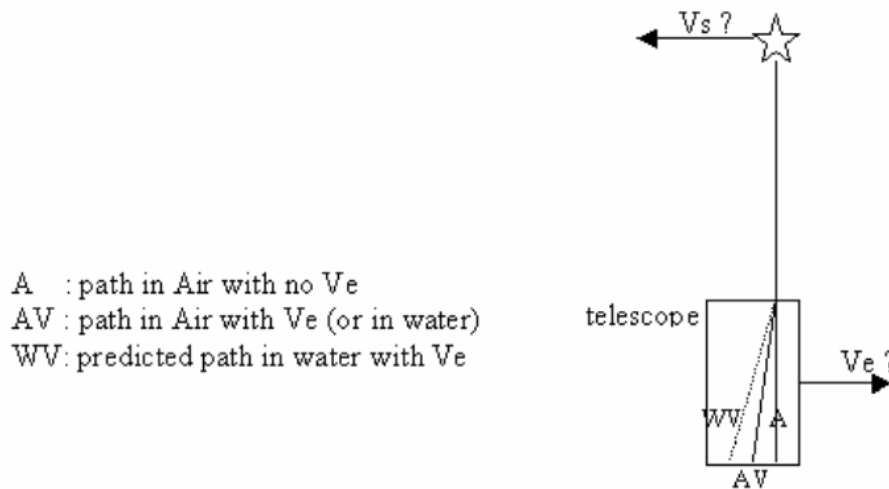 Vs ?
A : path in Air with no Ve
AV : path in Air with Ve (or in water)
WV: predicted path in water with Ve
telescope
Ve ?
WV A
AV